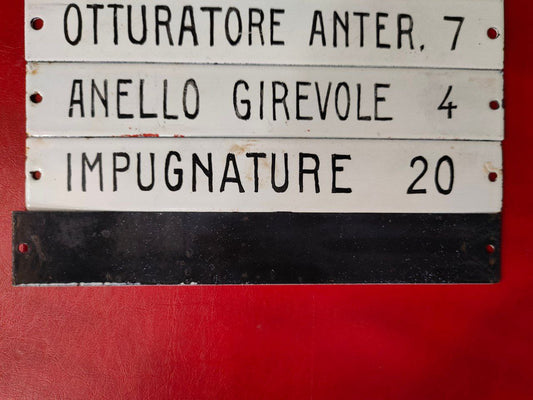 OTTURATORE ANTER. 7
ANELLO GIREVOLE 4
IMPUGNATURE 20